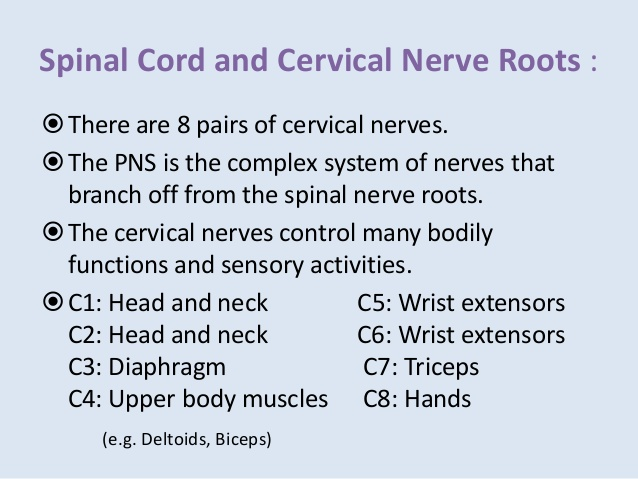 Spinal Cord and Cervical Nerve Roots :
There are 8 pairs of cervical nerves.
The PNS is the complex system of nerves that
branch off from the spinal nerve roots.
The cervical nerves control many bodily
functions and sensory activities.
C1: Head and neck C5: Wrist extensors
C2: Head and neck C6: Wrist extensors
C3: Diaphragm C7: Triceps
C4: Upper body muscles C8: Hands
(e.g. Deltoids, Biceps)